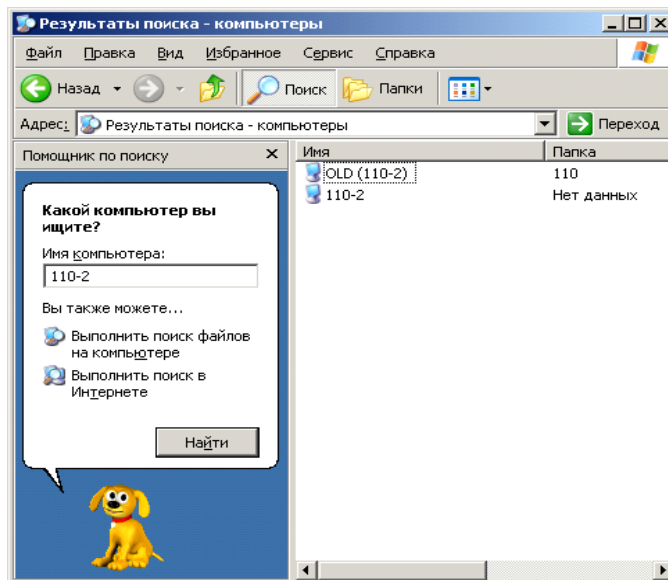 Результаты поиска - компьютеры
Файл Правка Вид Избранное Сервис Справка
Назад Поиск Папки
Адрес: Результаты поиска - компьютеры Переход
Помощник по поиску
Какой компьютер вы
ищите?
Имя компьютера:
110-2
Вы также можете...
Выполнить поиск файлов
на компьютере
Выполнить поиск в
Интернете
Найти
Имя Папка
OLD (110-2) 110
110-2 Нет данных